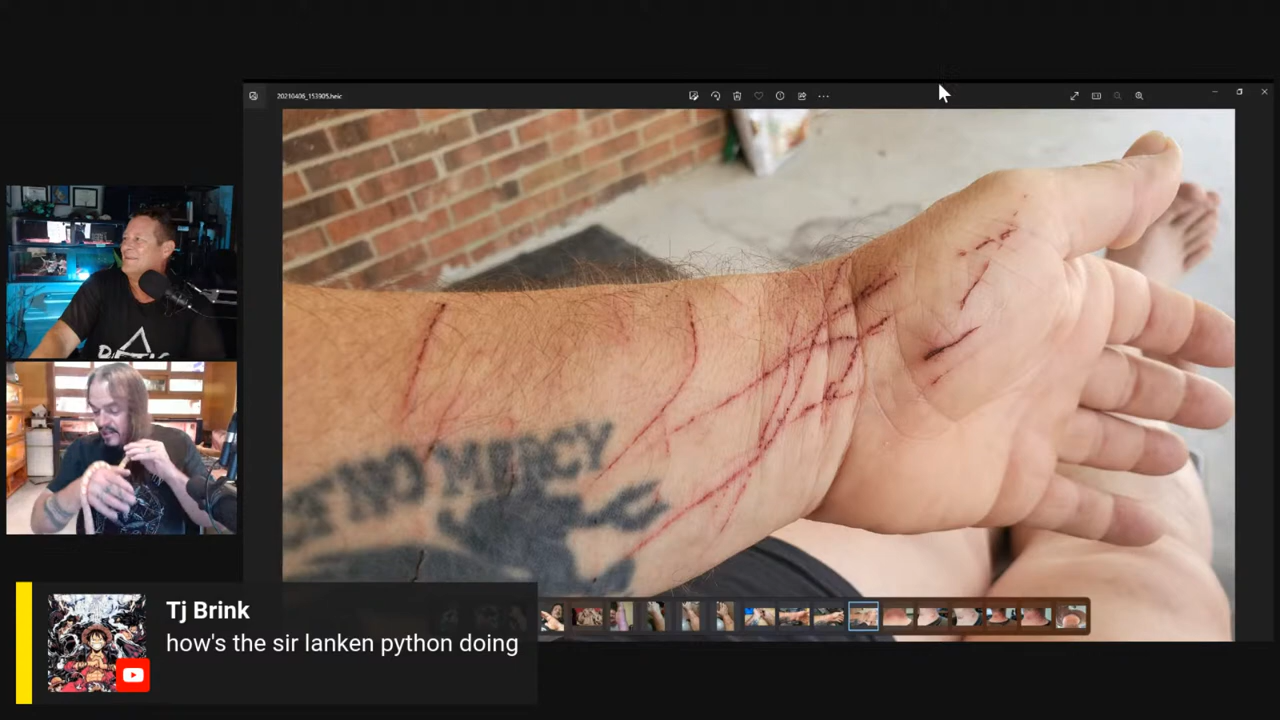 20210406_153905.heic
NO MERCY
Tj Brink
how's the sir lanken python doing